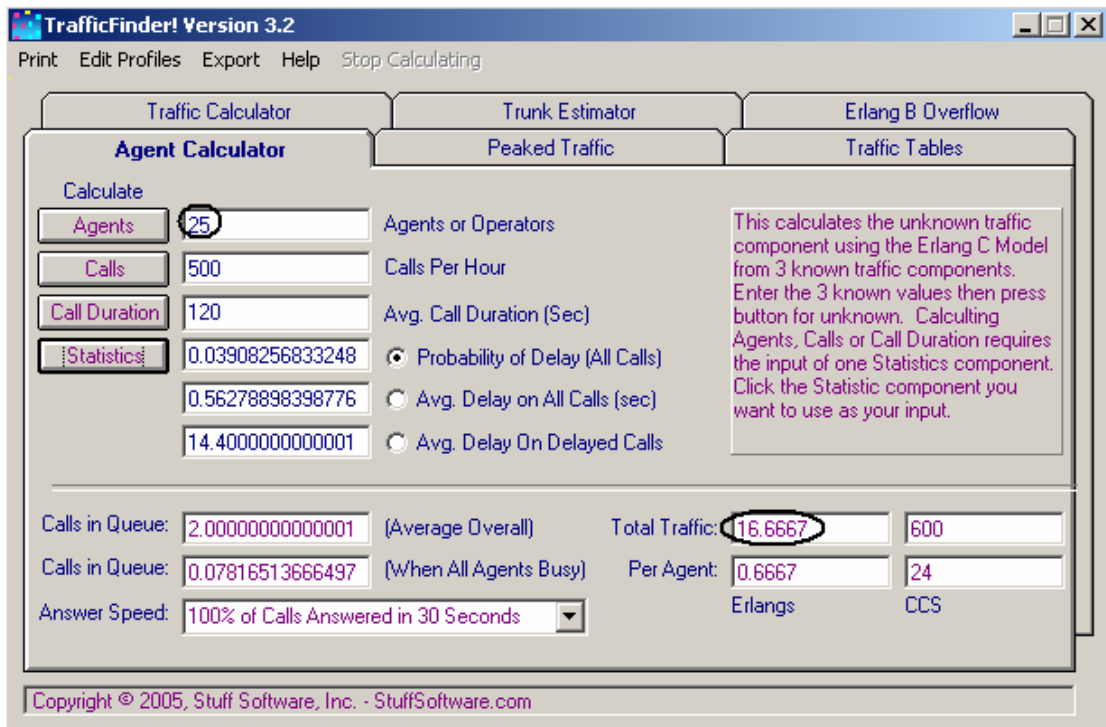 TrafficFinder! Version 3.2
Print Edit Profiles Export Help Stop Calculating
Traffic Calculator Trunk Estimator Erlang B Overflow
Agent Calculator Peaked Traffic Traffic Tables
Calculate
Agents 25 Agents or Operators
Calls 500 Calls Per Hour
Call Duration 120 Avg. Call Duration (Sec)
Statistics 0.03908256833248 Probability of Delay (All Calls)
0.56278898398776 Avg. Delay on All Calls (sec)
14.4000000000001 Avg. Delay On Delayed Calls
This calculates the unknown traffic
component using the Erlang C Model
from 3 known traffic components.
Enter the 3 known values then press
button for unknown. Calculting
Agents, Calls or Call Duration requires
the input of one Statistics component.
Click the Statistic component you
want to use as your input.
Calls in Queue: 2.00000000000001 (Average Overall) Total Traffic: 16.6667 600
Calls in Queue: 0.07816513666497 (When All Agents Busy) Per Agent: 0.6667 24
Erlangs CCS
Answer Speed: 100% of Calls Answered in 30 Seconds
Copyright © 2005, Stuff Software, Inc. - StuffSoftware.com